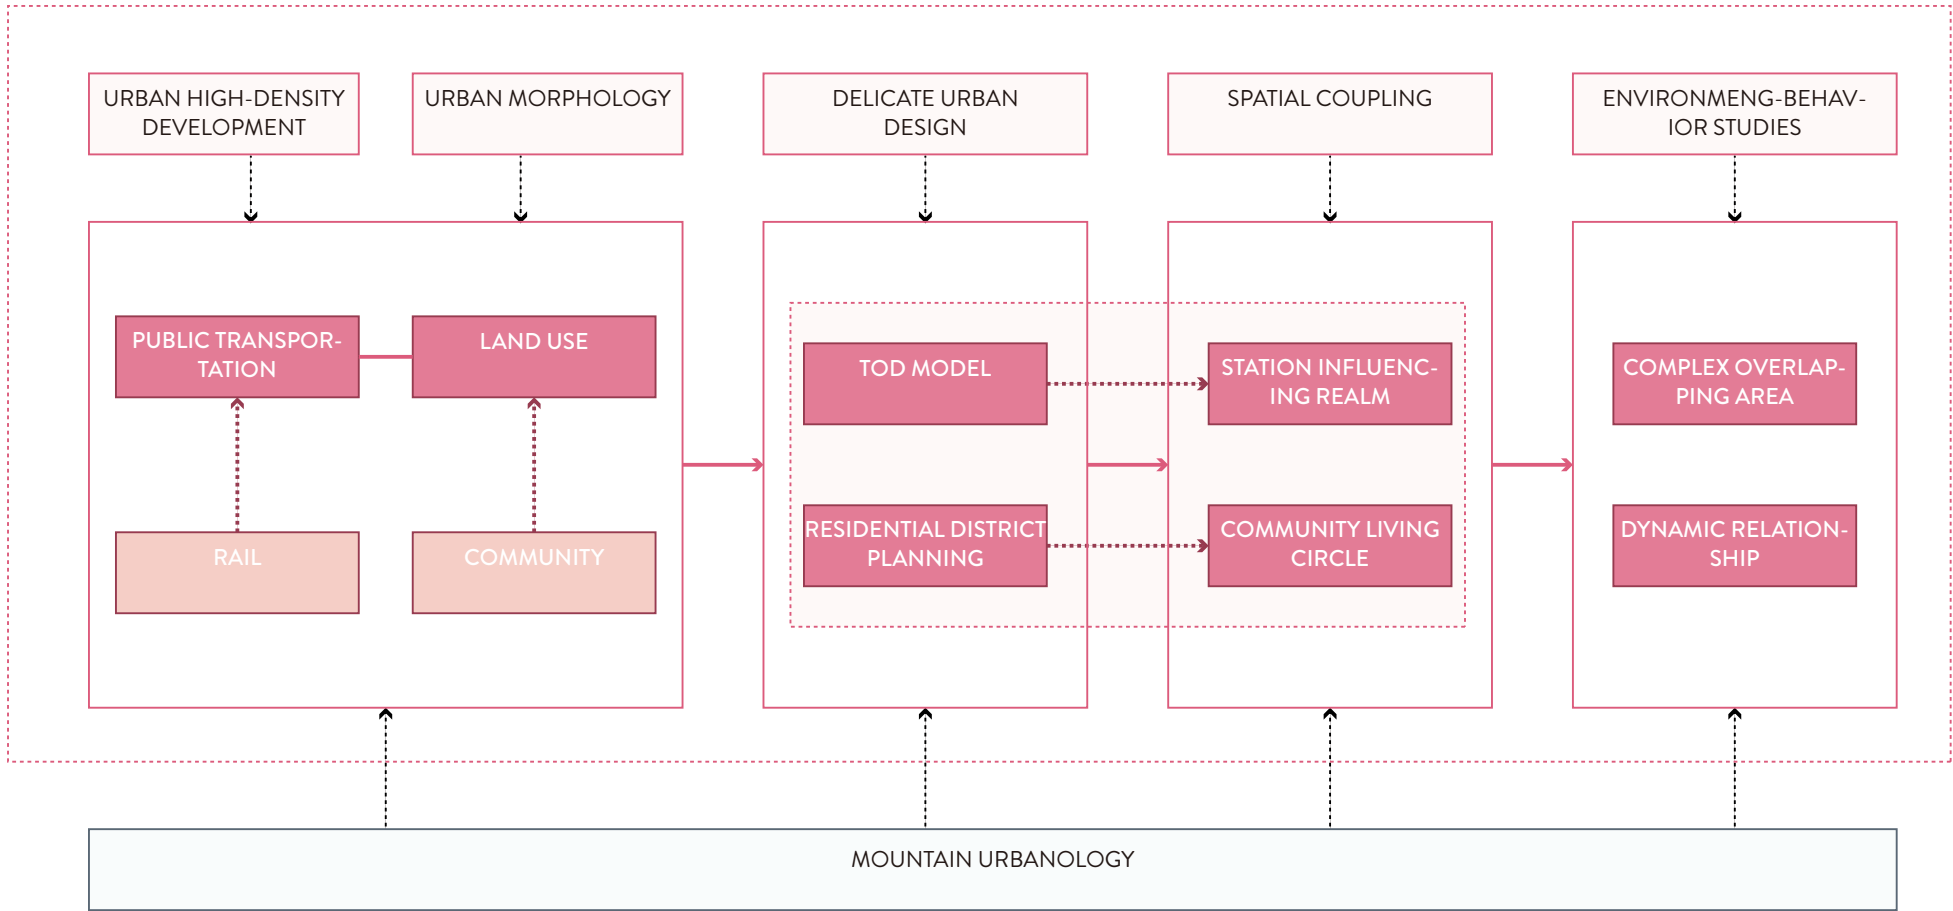 URBAN HIGH-DENSITY
DEVELOPMENT
URBAN MORPHOLOGY
DELICATE URBAN
DESIGN
SPATIAL COUPLING
ENVIRONMENG-BEHAV-
IOR STUDIES
PUBLIC TRANSPOR-
TATION
LAND USE
TOD MODEL
STATION INFLUENC-
ING REALM
COMPLEX OVERLAP-
PING AREA
RAIL
COMMUNITY
RESIDENTIAL DISTRICT
PLANNING
COMMUNITY LIVING
CIRCLE
DYNAMIC RELATION-
SHIP
MOUNTAIN URBANOLOGY